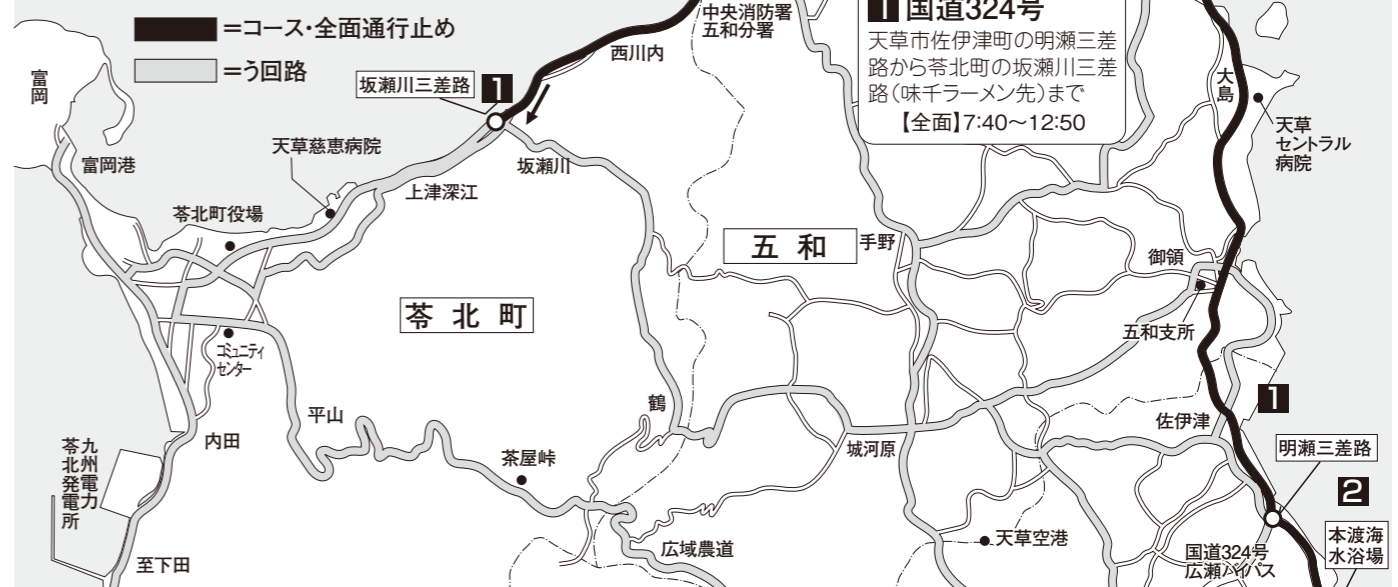 =コース・全面通行止め
=う回路
中央消防署
五和分署
西川内
1 国道324号
天草市佐伊津町の明瀬三差
路から苓北町の坂瀬川三差
路(味千ラーメン先)まで
【全面】7:40〜12:50
大島
天草
セントラル
病院
富岡
坂瀬川三差路
1
天草慈恵病院
富岡港
坂瀬川
上津深江
苓北町役場
五和
手野
御領
苓北町
五和支所
コミュニティ
センター
鶴
平山
佐伊津
1
内田
城河原
明瀬三差路
九州電力
苓北発電所
茶屋峠
2
天草空港
本渡海
水浴場
広域農道
国道324号
広瀬バイパス
至下田